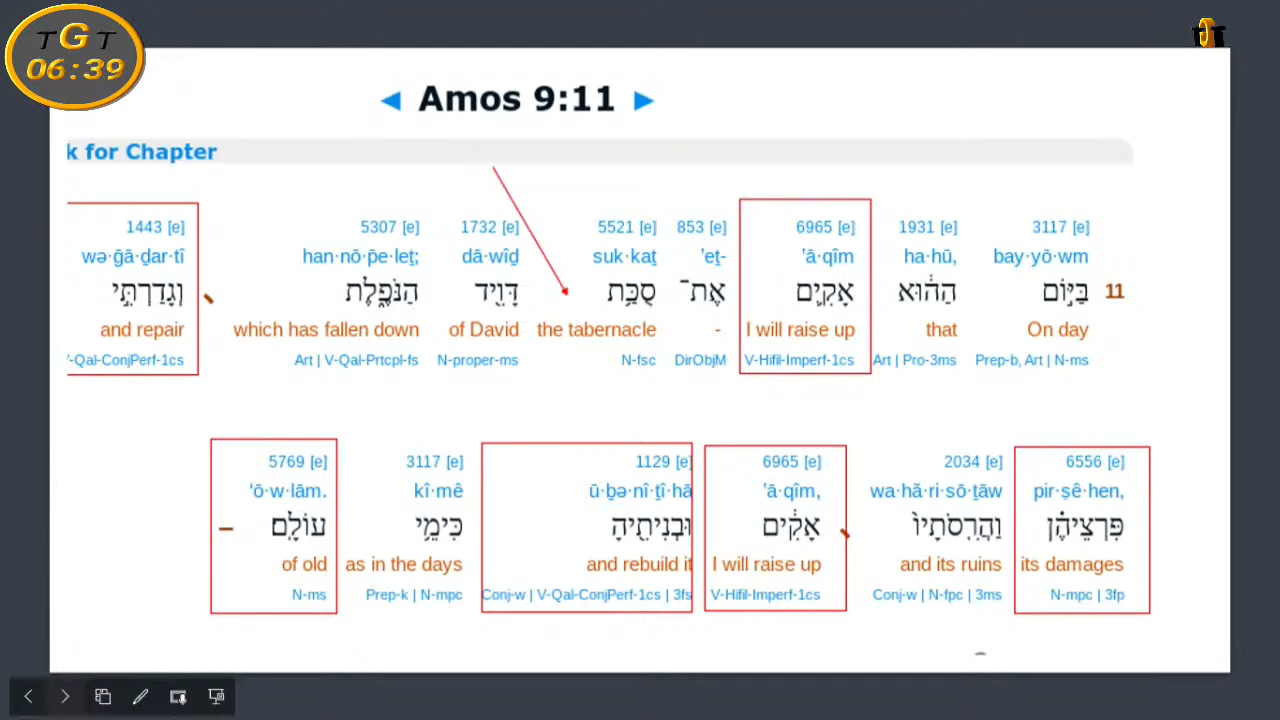 TGT
06:39
◄ Amos 9:11 ►
k for Chapter
1443 [e] 5307 [e] 1732 [e] 5521 [e] 853 [e] 6965 [e] 1931 [e] 3117 [e]
wə·ḡā·ḏar·tî han·nō·p̄e·leṯ; dā·wîḏ suk·kaṯ 'eṯ- 'ā·qîm ha·hū, bay·yō·wm
11 בַּיּ֣וֹם הַה֔וּא אָקִ֛ים אֶת־ סֻכַּ֥ת דָּוִ֖יד הַנֹּפֶ֑לֶת וְגָדַרְתִּ֣י
and repair which has fallen down of David the tabernacle - I will raise up that On day
-Qal-ConjPerf-1cs Art | V-Qal-Prtcpl-fs N-proper-ms N-fsc DirObjM V-Hifil-Imperf-1cs Art | Pro-3ms Prep-b, Art | N-ms
5769 [e] 3117 [e] 1129 [e] 6965 [e] 2034 [e] 6556 [e]
'ō·w·lām. kî·mê ū·ḇə·nî·ṯî·hā 'ā·qîm, wa·hă·ri·sō·ṯāw pir·ṣê·hen,
פִּרְצֵיהֶ֗ן וַהֲרִֽסֹתָיו֙ אָקִ֔ים וּבְנִיתִ֖יהָ כִּימֵ֥י עוֹלָֽם׃
of old as in the days and rebuild it I will raise up and its ruins its damages
N-ms Prep-k | N-mpc Conj-w | V-Qal-ConjPerf-1cs | 3fs V-Hifil-Imperf-1cs Conj-w | N-fpc | 3ms N-mpc | 3fp